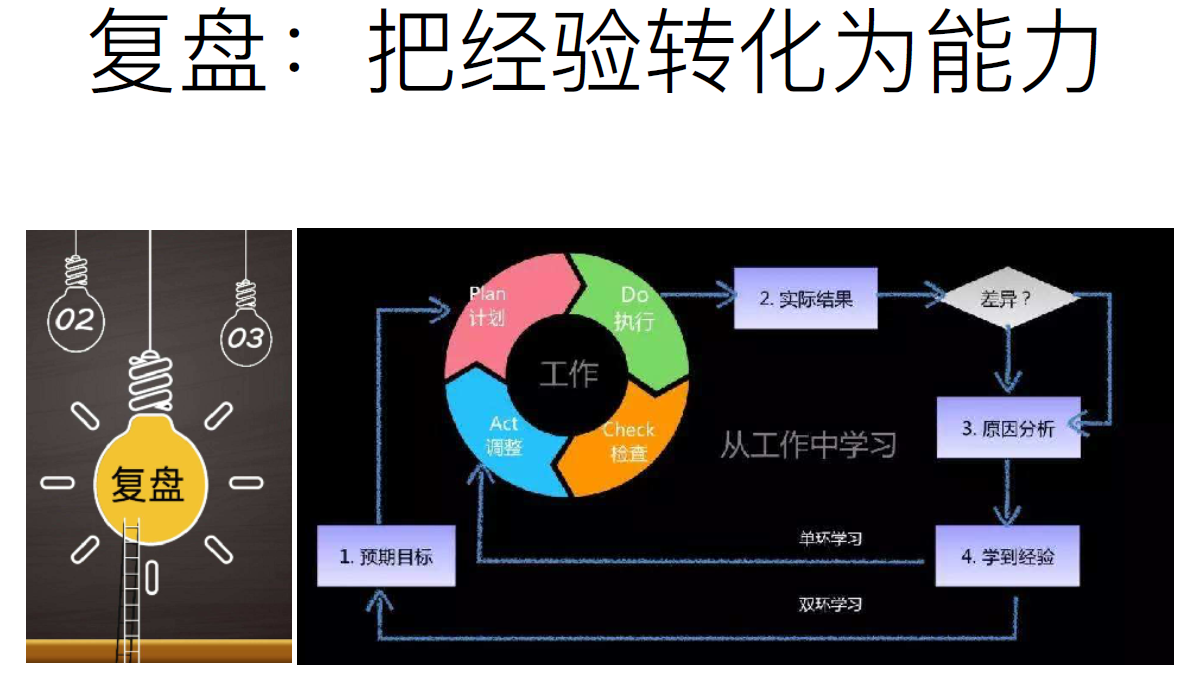 复盘：把经验转化为能力
02
03
复盘
Plan
计划
Do
执行
工作
Act
调整
Check
检查
2. 实际结果
差异？
3. 原因分析
从工作中学习
1. 预期目标
单环学习
4. 学到经验
双环学习